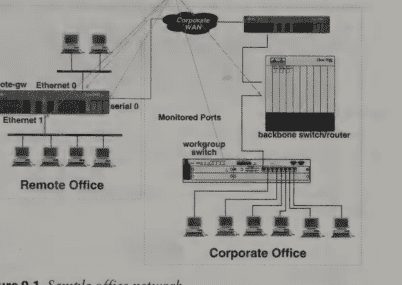 Corporate
WAN
ote-gw Ethernet 0
serial 0
Ethernet 1
Monitored Ports
backbone switch/router
workgroup
switch
Remote Office
Corporate Office
ure 9-1 Sample office network